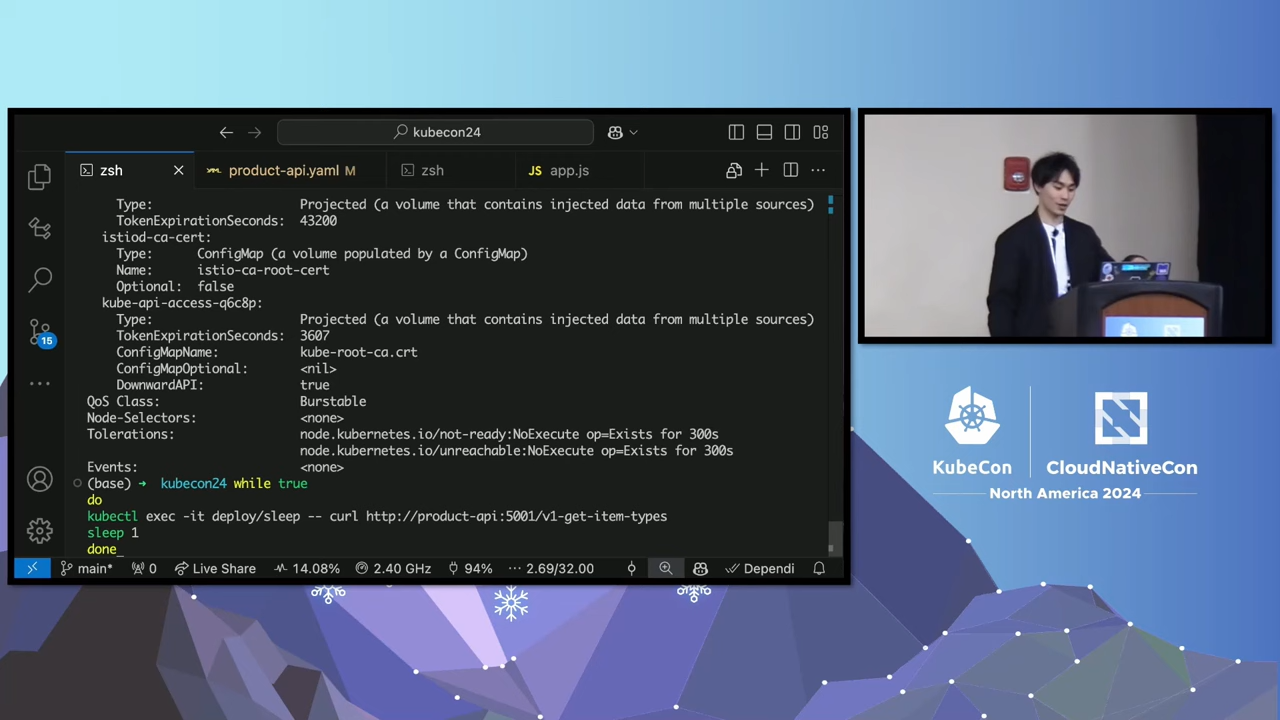 kubecon24
zsh
product-api.yaml M
zsh
JS app.js
Type: Projected (a volume that contains injected data from multiple sources)
TokenExpirationSeconds: 43200
istiod-ca-cert:
Type: ConfigMap (a volume populated by a ConfigMap)
Name: istio-ca-root-cert
Optional: false
kube-api-access-q6c8p:
Type: Projected (a volume that contains injected data from multiple sources)
TokenExpirationSeconds: 3607
ConfigMapName: kube-root-ca.crt
ConfigMapOptional: <nil>
DownwardAPI: true
QoS Class: Burstable
Node-Selectors: <none>
Tolerations: node.kubernetes.io/not-ready:NoExecute op=Exists for 300s
node.kubernetes.io/unreachable:NoExecute op=Exists for 300s
Events: <none>
(base) → kubecon24 while true
do
kubectl exec -it deploy/sleep -- curl http://product-api:5001/v1-get-item-types
sleep 1
done_
15
main* 0 Live Share 14.08% 2.40 GHz 94% 2.69/32.00 Dependi
KubeCon
CloudNativeCon
North America 2024